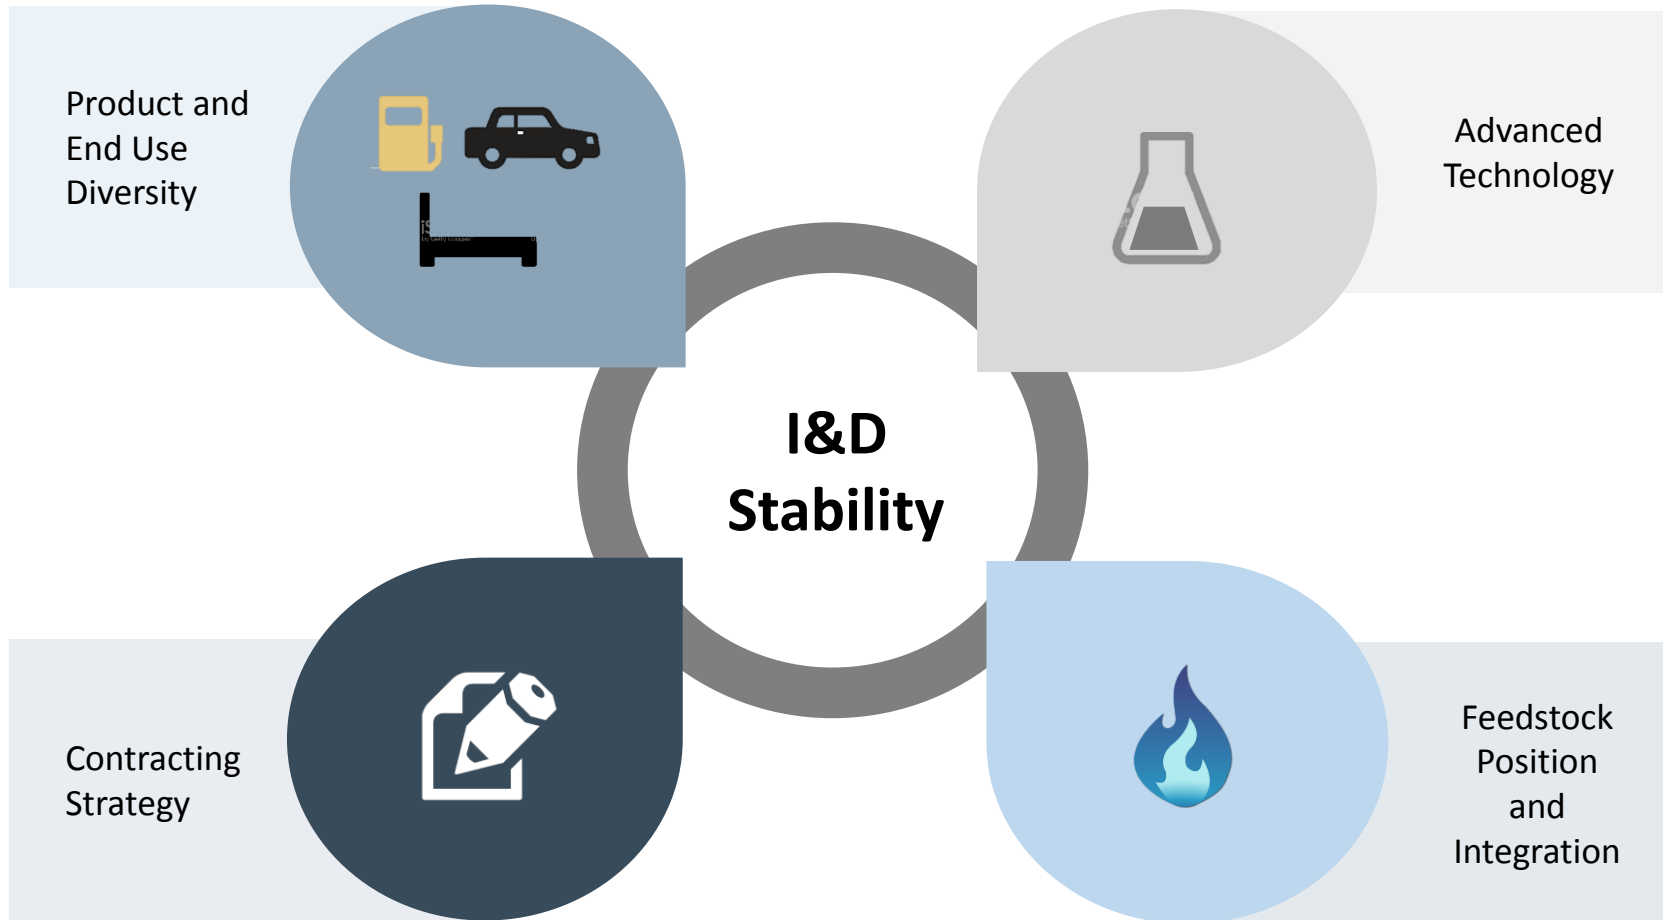 Product and
End Use
Diversity
Advanced
Technology
I&D
Stability
Contracting
Strategy
Feedstock
Position
and
Integration